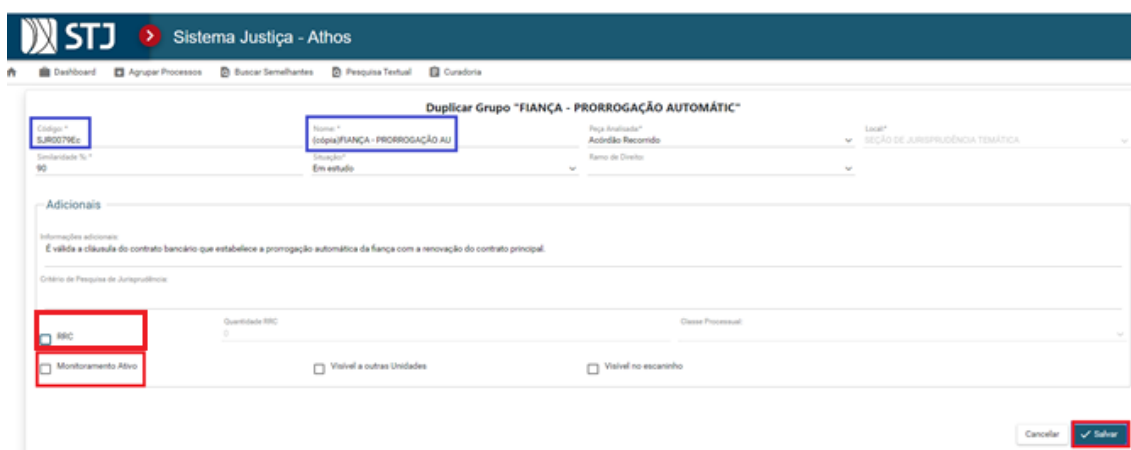 STJ Sistema Justiça - Athos
Dashboard Agrupar Processos Buscar Semelhantes Pesquisa Textual Curadoria
Duplicar Grupo "FIANÇA - PRORROGAÇÃO AUTOMÁTIC"
Código * Nome: * Peça Analisada* Local*
SJR0079Ec (cópia)FIANÇA - PRORROGAÇÃO AU Acórdão Recorrido SEÇÃO DE JURISPRUDÊNCIA TEMÁTICA
Similaridade %: * Situação* Ramo de Direito:
90 Em estudo
Adicionais
Informações adicionais:
É válida a cláusula do contrato bancário que estabelece a prorrogação automática da fiança com a renovação do contrato principal.
Critério de Pesquisa de Jurisprudência:
RRC Quantidade RRC Classe Processual:
0
Monitoramento Ativo Visível a outras Unidades Visível no escaninho
Cancelar Salvar